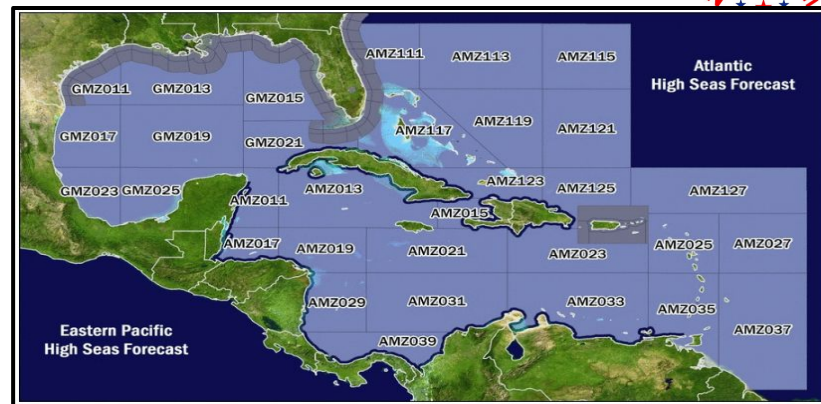 AMZ111
AMZ113
AMZ115
Atlantic
High Seas Forecast
GMZ011
GMZ013
GMZ015
AMZ117
AMZ119
AMZ121
GMZ017
GMZ019
GMZ021
GMZ023
GMZ025
AMZ011
AMZ013
AMZ015
AMZ123
AMZ125
AMZ127
AMZ017
AMZ019
AMZ021
AMZ023
AMZ025
AMZ027
AMZ029
AMZ031
AMZ033
AMZ035
AMZ037
Eastern Pacific
High Seas Forecast
AMZ039